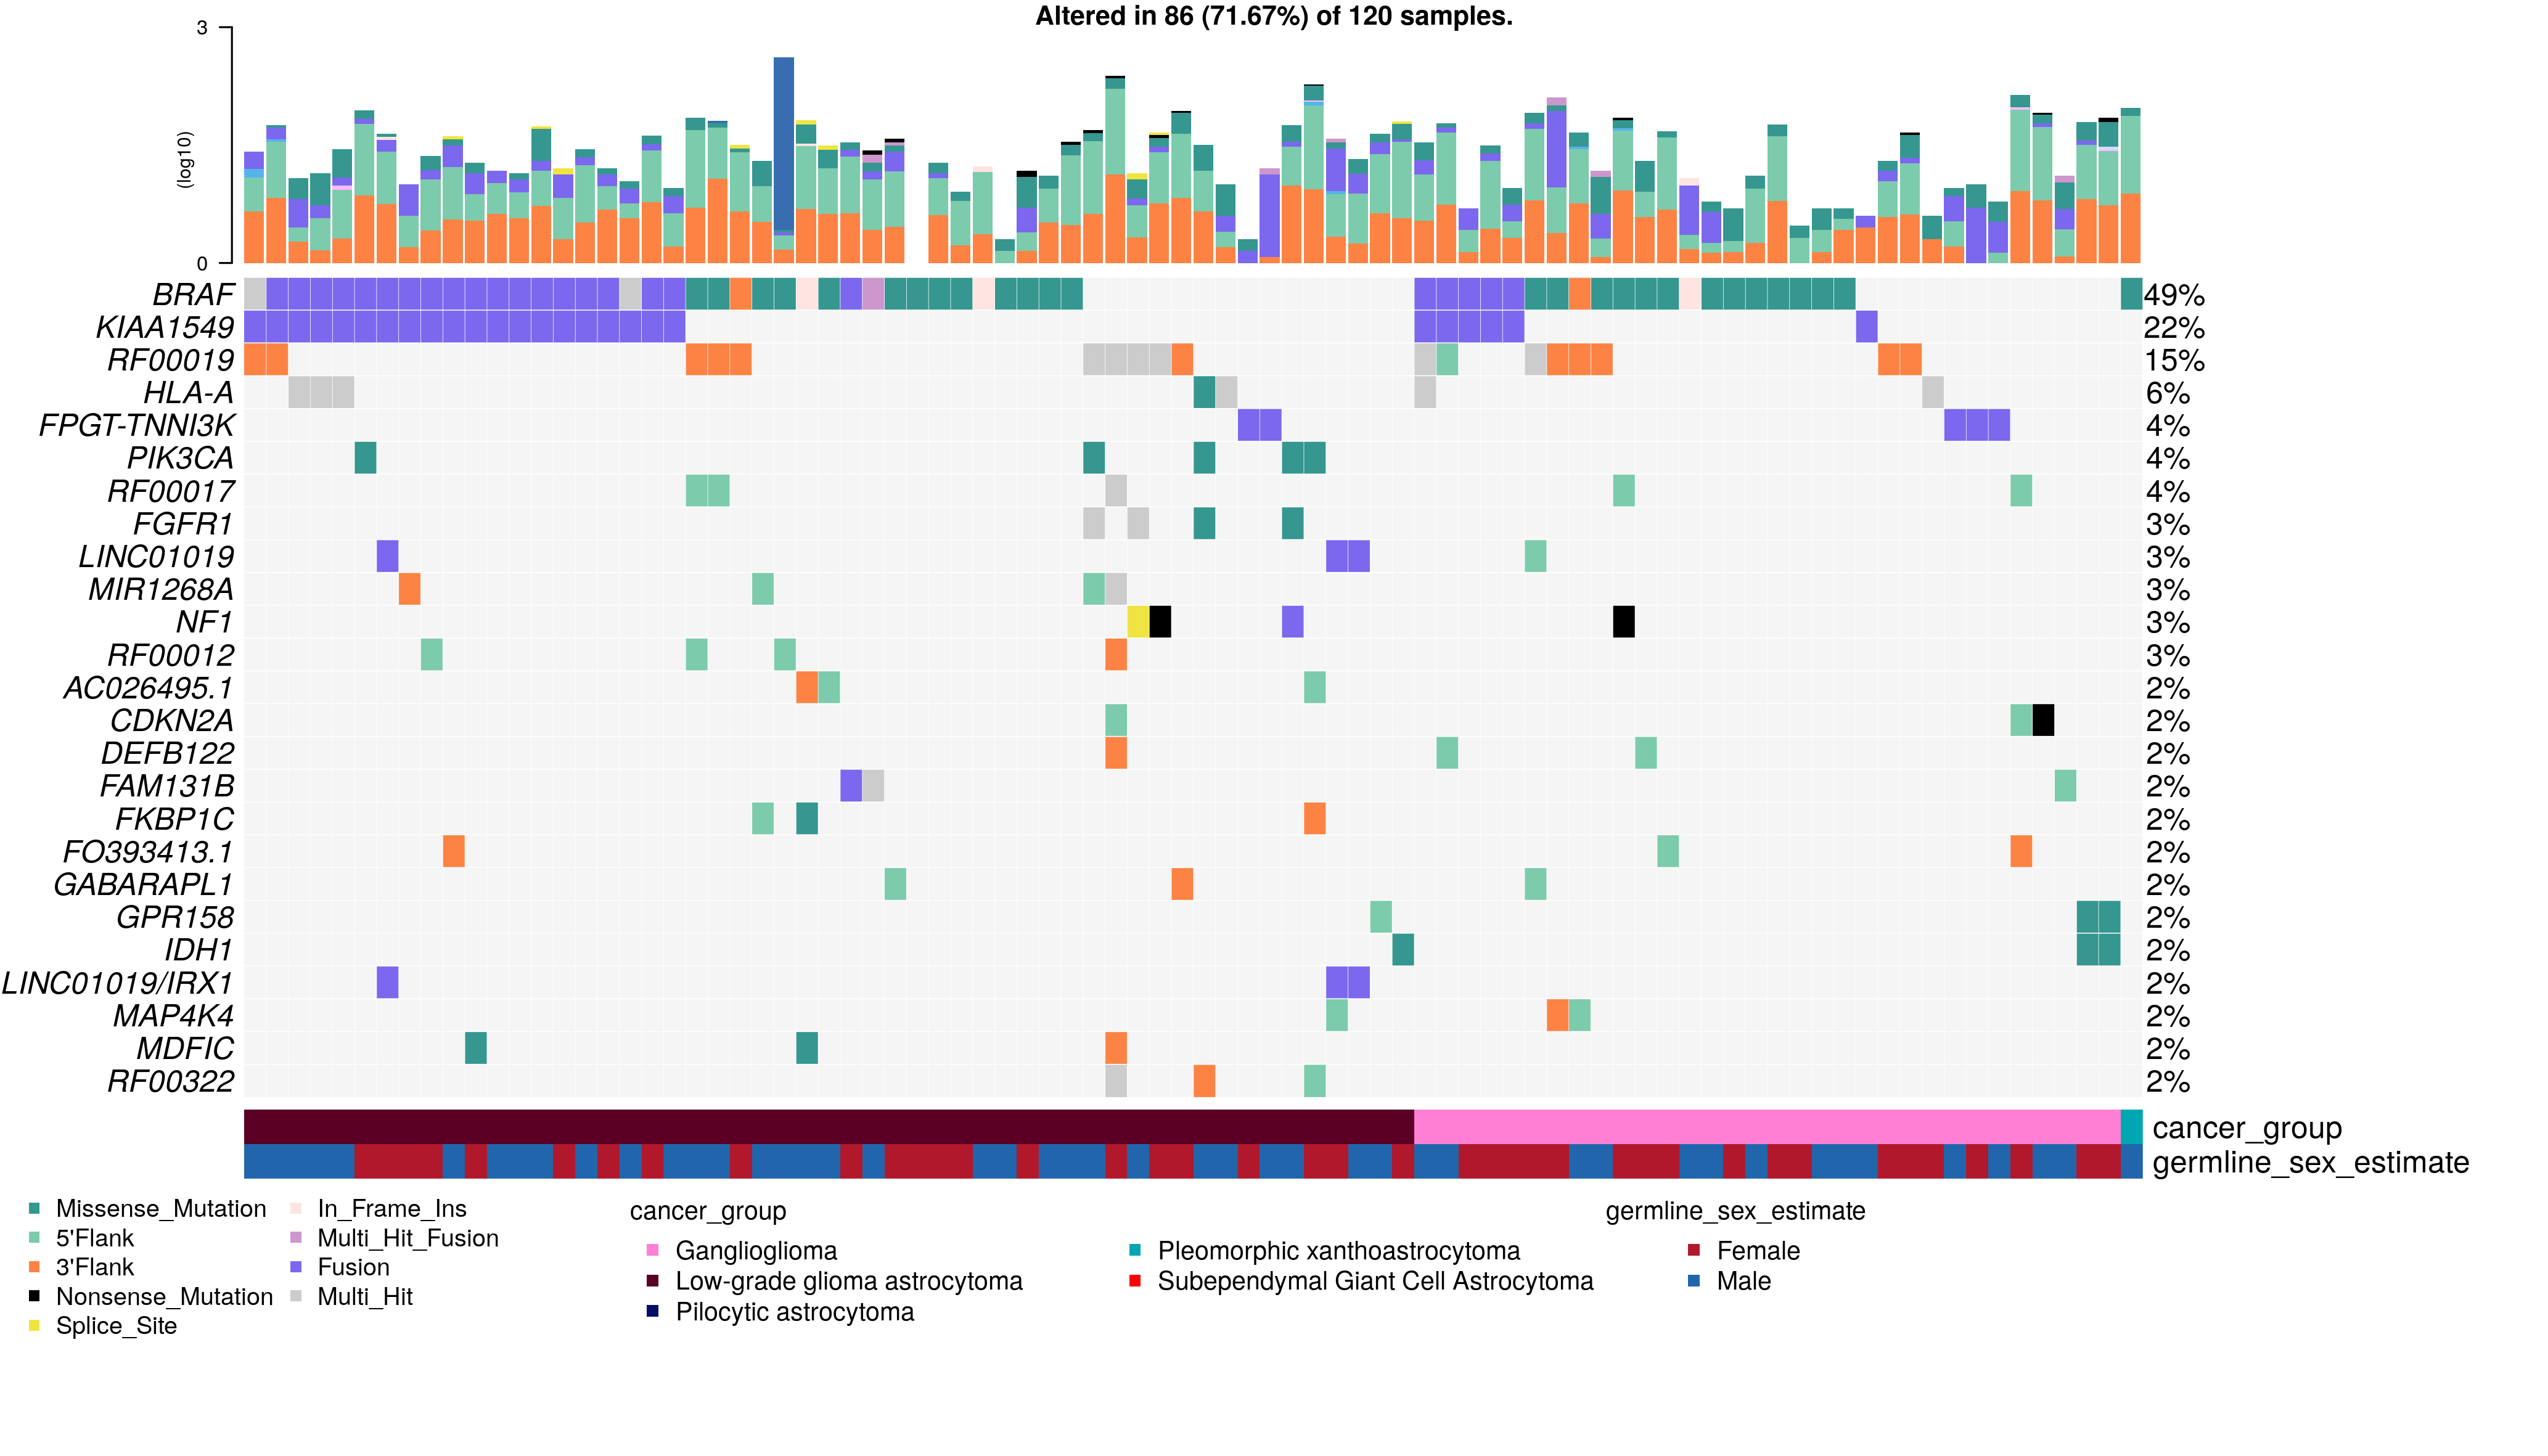 Altered in 86 (71.67%) of 120 samples.
3
(log10)
0
BRAF 49%
KIAA1549 22%
RF00019 15%
HLA-A 6%
FPGT-TNNI3K 4%
PIK3CA 4%
RF00017 4%
FGFR1 3%
LINC01019 3%
MIR1268A 3%
NF1 3%
RF00012 3%
AC026495.1 2%
CDKN2A 2%
DEFB122 2%
FAM131B 2%
FKBP1C 2%
FO393413.1 2%
GABARAPL1 2%
GPR158 2%
IDH1 2%
LINC01019/IRX1 2%
MAP4K4 2%
MDFIC 2%
RF00322 2%
cancer_group
germline_sex_estimate
Missense_Mutation
5'Flank
3'Flank
Nonsense_Mutation
Splice_Site
In_Frame_Ins
Multi_Hit_Fusion
Fusion
Multi_Hit
cancer_group
Ganglioglioma
Low-grade glioma astrocytoma
Pilocytic astrocytoma
Pleomorphic xanthoastrocytoma
Subependymal Giant Cell Astrocytoma
germline_sex_estimate
Female
Male